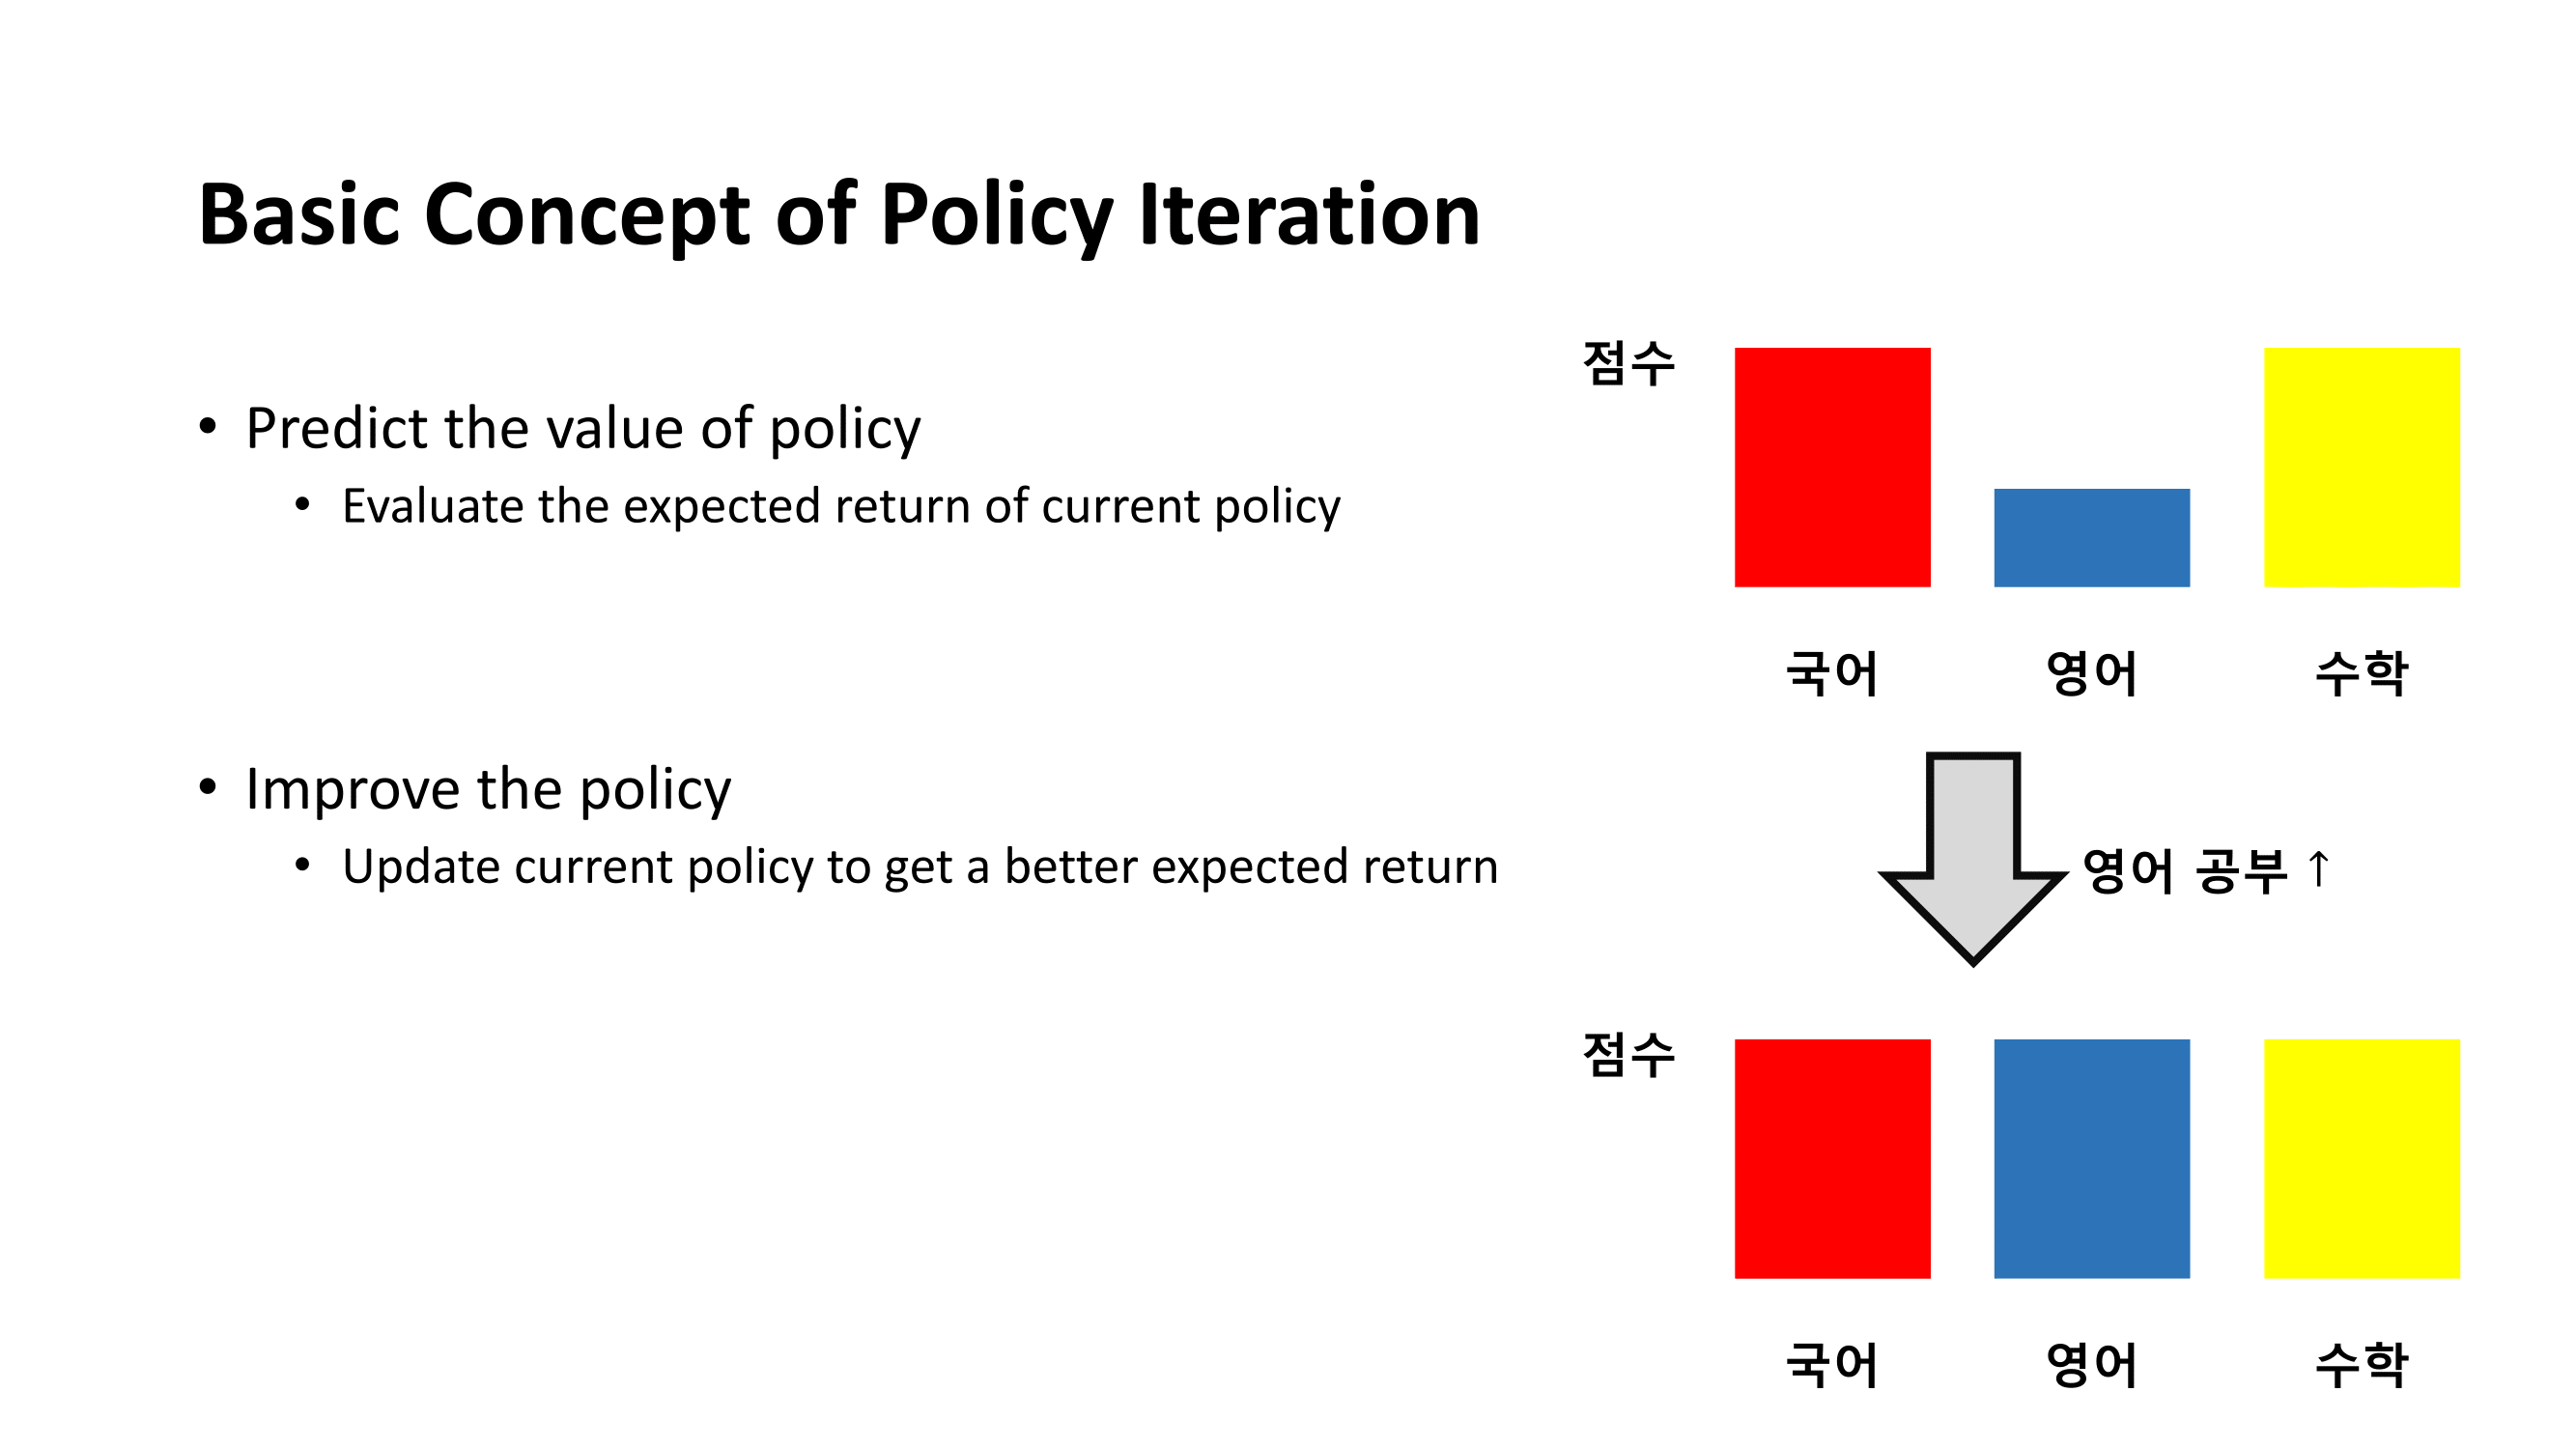 Basic Concept of Policy Iteration
• Predict the value of policy
• Evaluate the expected return of current policy
• Improve the policy
• Update current policy to get a better expected return
점수
국어 영어 수학
영어 공부 ↑
점수
국어 영어 수학